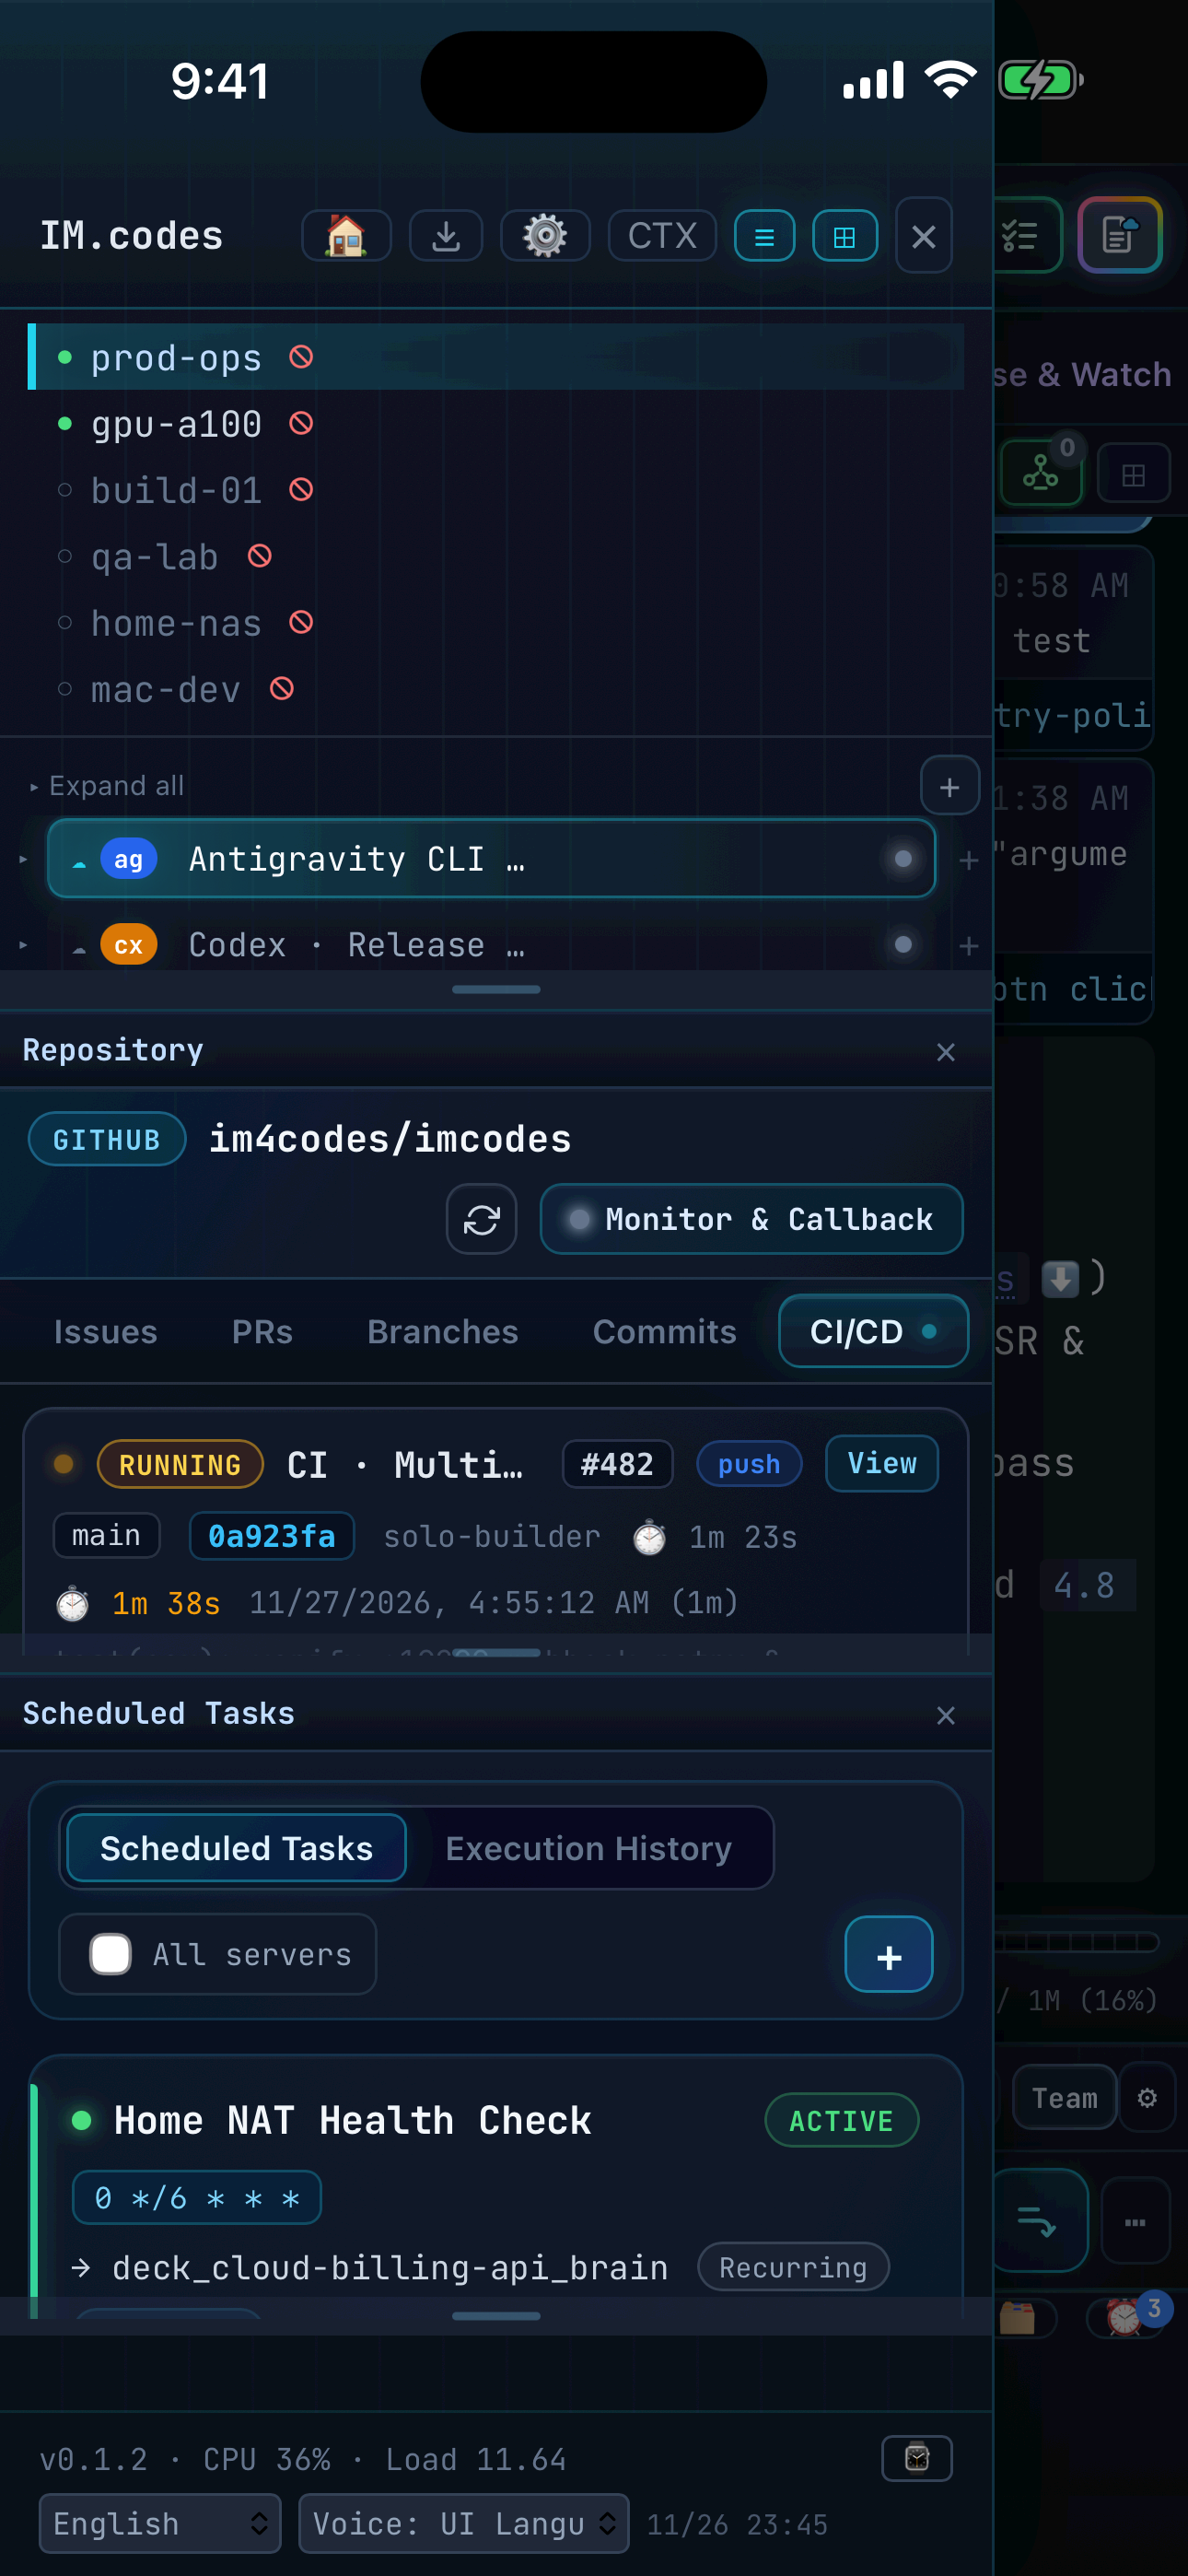 9:41
IM.codes
CTX
se & Watch
prod-ops
gpu-a100
0
build-01
qa-lab
0:58 AM
home-nas
test
mac-dev
try-poli
Expand all
+
1:38 AM
ag Antigravity CLI … +
"argume
cx Codex · Release … +
btn clic
Repository ×
GITHUB im4codes/imcodes
Monitor & Callback
s )
Issues PRs Branches Commits CI/CD
SR &
RUNNING CI · Multi… #482 push View
pass
main 0a923fa solo-builder 1m 23s
1m 38s 11/27/2026, 4:55:12 AM (1m)
d 4.8
Scheduled Tasks ×
Scheduled Tasks Execution History
All servers +
/ 1M (16%)
Home NAT Health Check ACTIVE
Team
0 */6 * * *
→ deck_cloud-billing-api_brain Recurring
…
3
v0.1.2 · CPU 36% · Load 11.64
English Voice: UI Langu 11/26 23:45